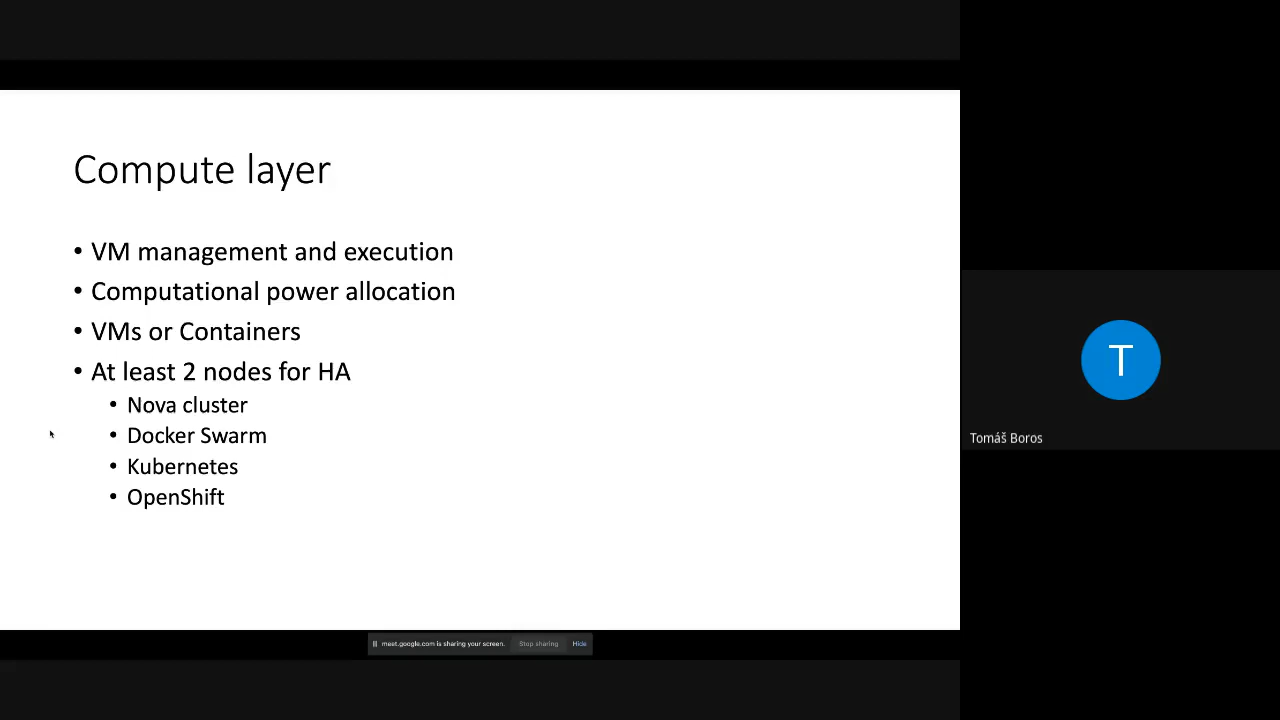 Compute layer
• VM management and execution
• Computational power allocation
• VMs or Containers
• At least 2 nodes for HA
• Nova cluster
• Docker Swarm
• Kubernetes
• OpenShift
T
Tomáš Boros
meet.google.com is sharing your screen. Stop sharing Hide